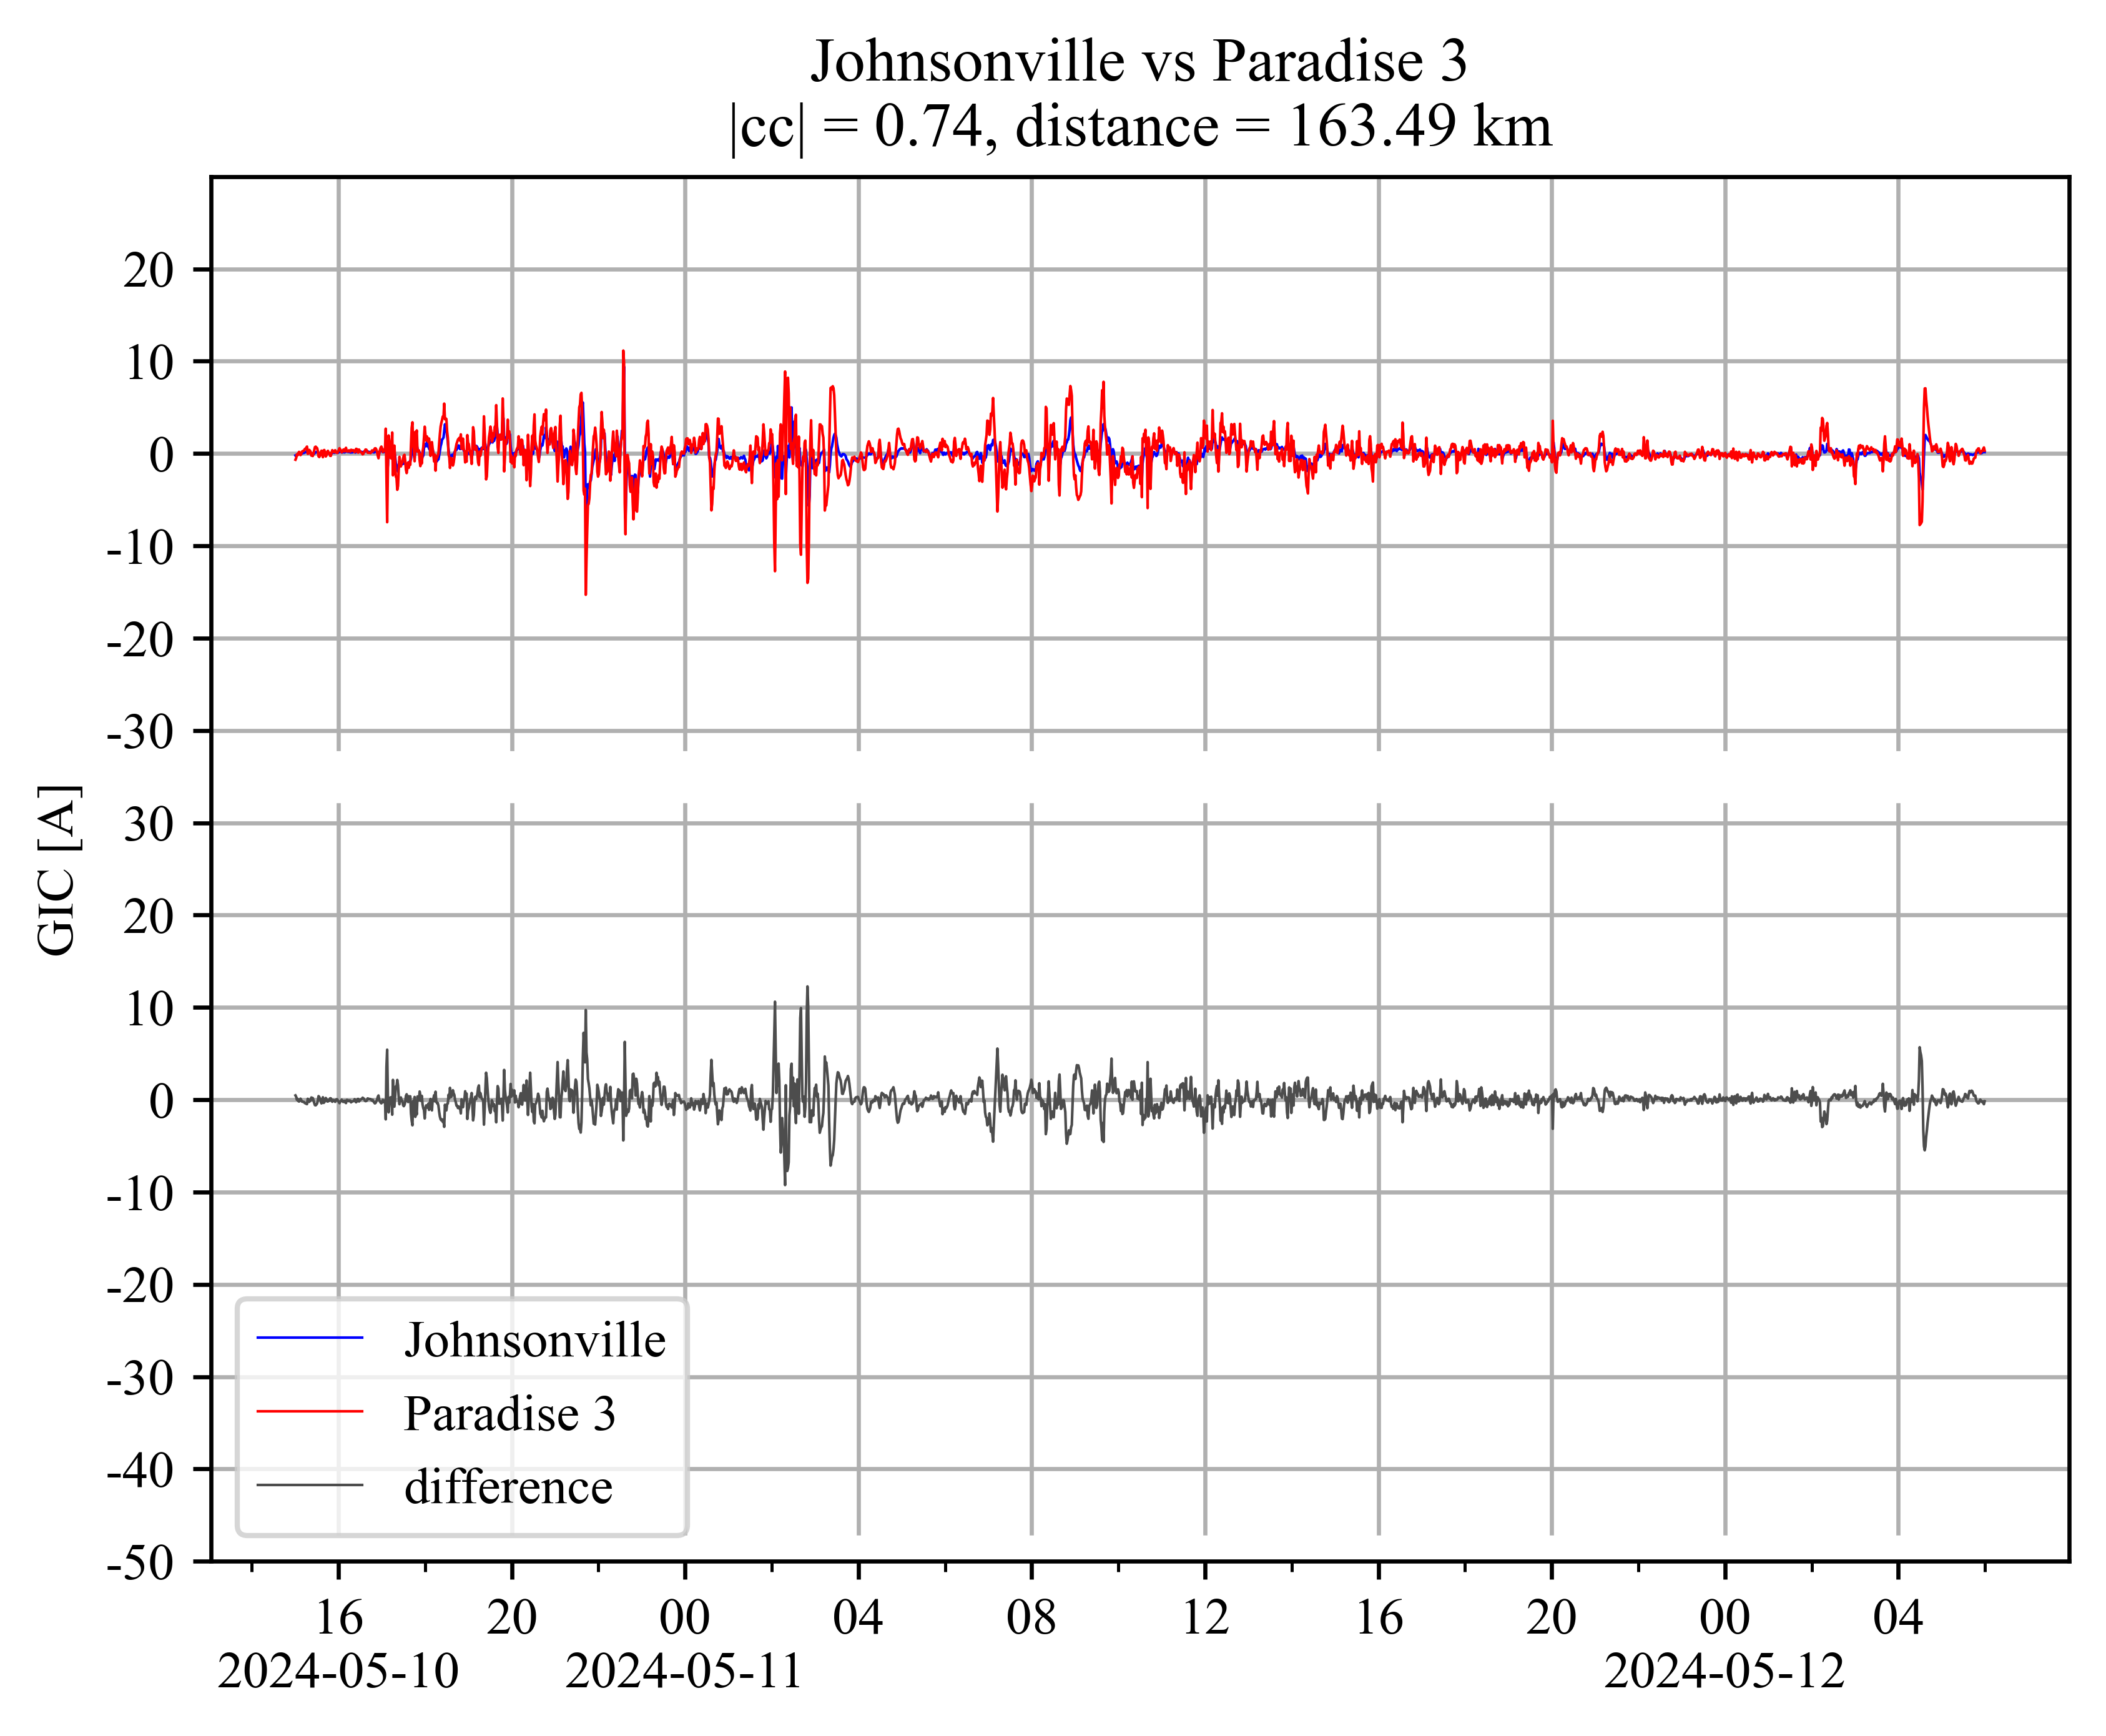 Johnsonville vs Paradise 3
|cc| = 0.74, distance = 163.49 km
GIC [A]
20
10
0
-10
-20
-30
30
20
10
0
-10
-20
-30
-40
-50
Johnsonville
Paradise 3
difference
16 20 00 04 08 12 16 20 00 04
2024-05-10 2024-05-11 2024-05-12